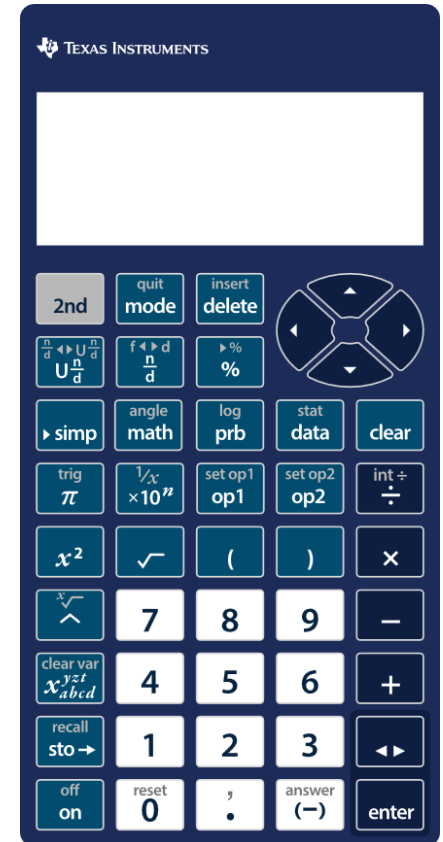 TEXAS INSTRUMENTS
quit insert
2nd mode delete
n/d ◂▸ U n/d f ◂▸ d ▸%
U n/d n/d %
angle log stat
▸ simp math prb data clear
trig 1/x set op1 set op2 int ÷
π ×10ⁿ op1 op2 ÷
x² √ ( ) ×
ˣ√
^ 7 8 9 −
clear var
x yzt abcd 4 5 6 +
recall
sto → 1 2 3 ◂ ▸
off reset , answer
on 0 . (−) enter